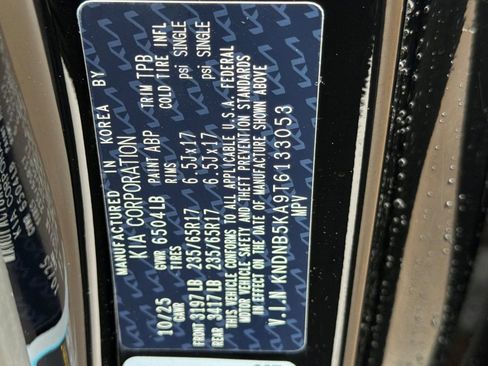 MANUFACTURED IN KOREA BY
KIA CORPORATION
10/25 GVWR 6504LB PAINT ABP TRIM TPB
GAWR TIRES RIMS COLD TIRE INFL
FRONT 3197LB 235/65R17 6.5Jx17 psi SINGLE
REAR 3417LB 235/65R17 6.5Jx17 psi SINGLE
THIS VEHICLE CONFORMS TO ALL APPLICABLE U.S.A. FEDERAL
MOTOR VEHICLE SAFETY AND THEFT PREVENTION STANDARDS
IN EFFECT ON THE DATE OF MANUFACTURE SHOWN ABOVE
V.I.N. KNDNB5KA9T6133053
MPV